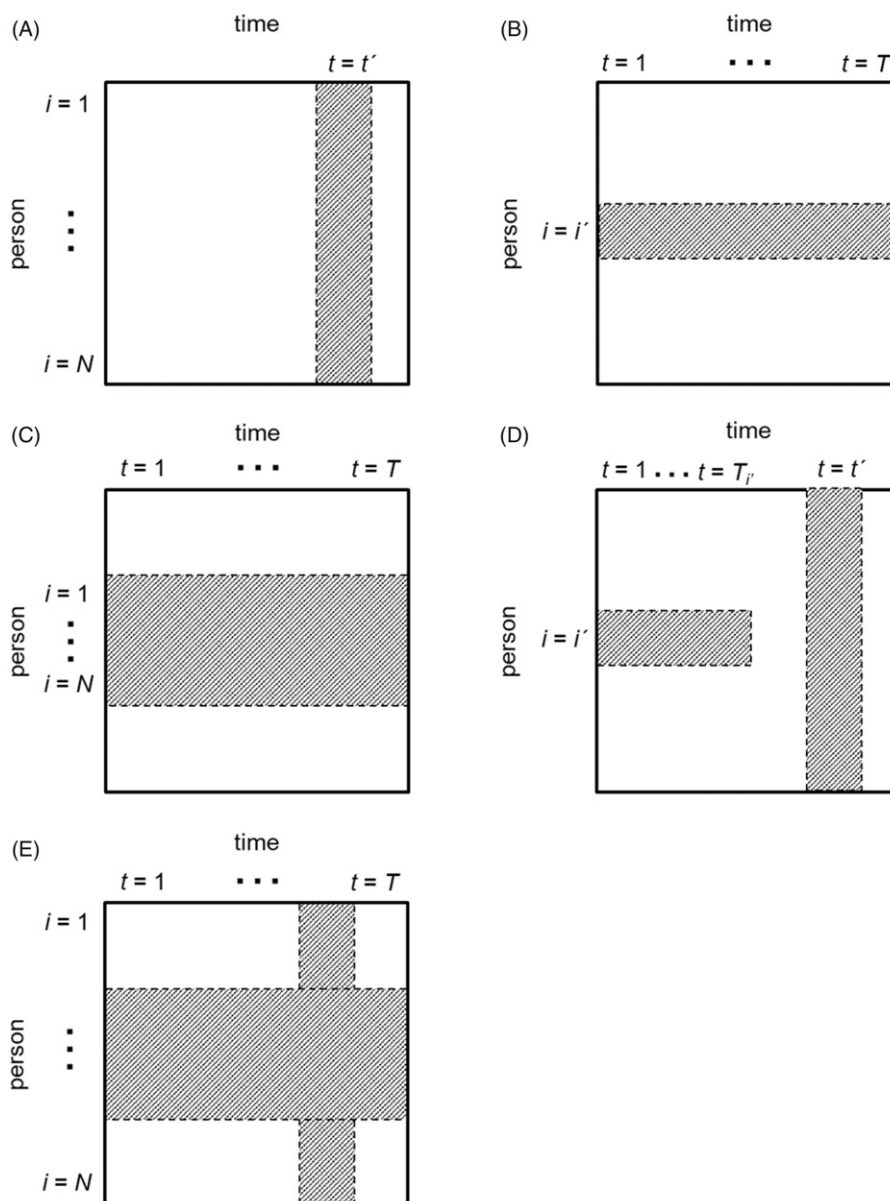 (A)
time
t = t´
i = 1
person
⋮
i = N
(B)
time
t = 1 ⋯ t = T
person
i = i´
(C)
time
t = 1 ⋯ t = T
person
i = 1
⋮
i = N
(D)
time
t = 1 ⋯ t = Ti' t = t´
person
i = i´
(E)
time
t = 1 ⋯ t = T
i = 1
person
⋮
i = N